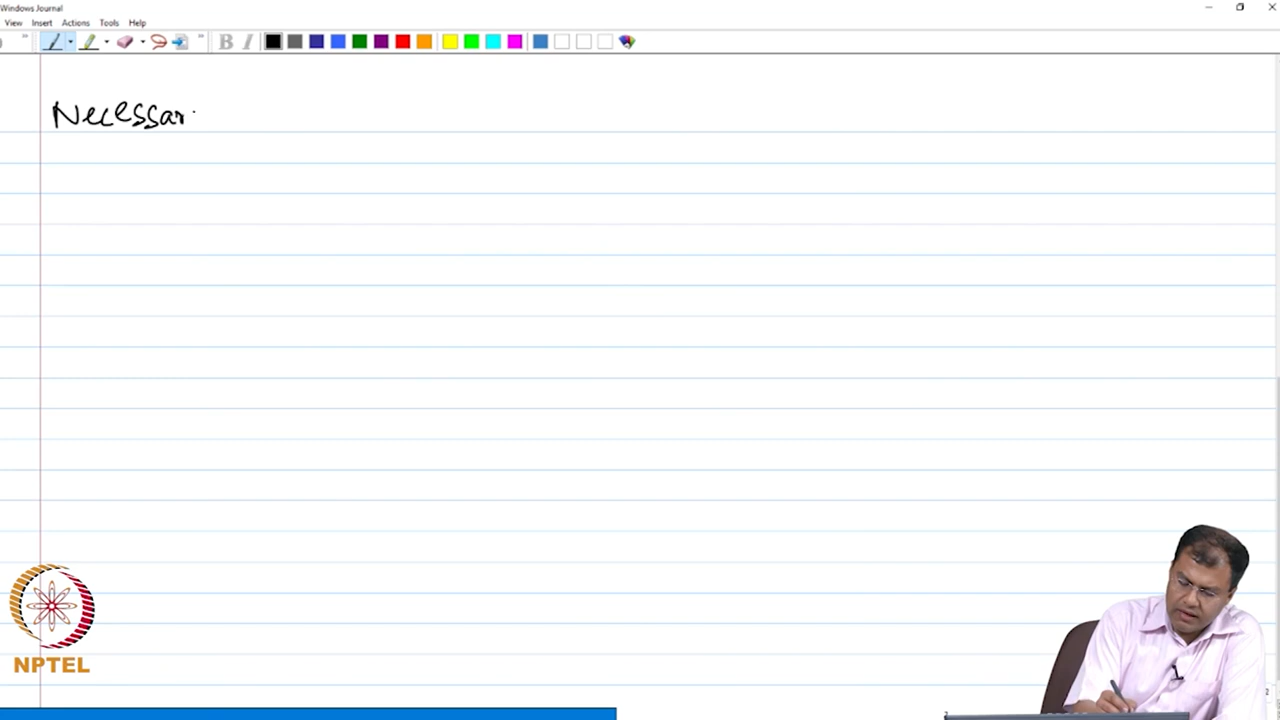 Windows Journal
View Insert Actions Tools Help
B I
Necessar
NPTEL